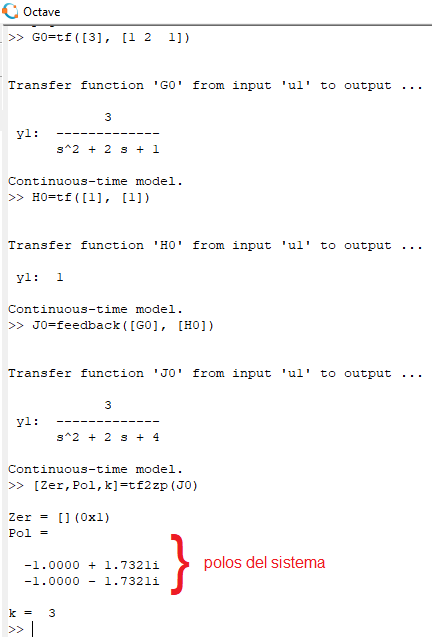 Octave
>> G0=tf([3], [1 2  1])
Transfer function 'G0' from input 'u1' to output ...
3
y1:  -------------
s^2 + 2 s + 1
Continuous-time model.
>> H0=tf([1], [1])
Transfer function 'H0' from input 'u1' to output ...
y1:  1
Continuous-time model.
>> J0=feedback([G0], [H0])
Transfer function 'J0' from input 'u1' to output ...
3
y1:  -------------
s^2 + 2 s + 4
Continuous-time model.
>> [Zer,Pol,k]=tf2zp(J0)
Zer = [](0x1)
Pol =
-1.0000 + 1.7321i
-1.0000 - 1.7321i
} polos del sistema
k =  3
>>